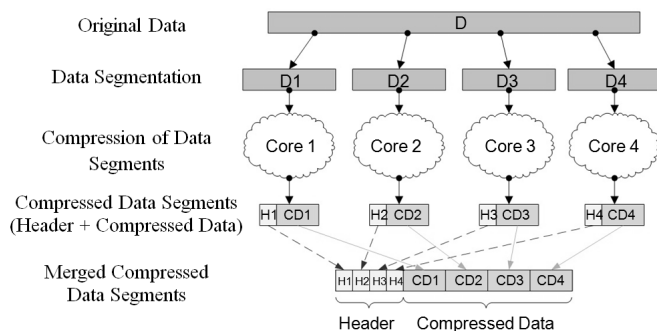 Original Data
D
Data Segmentation
D1 D2 D3 D4
Compression of Data
Segments
Core 1 Core 2 Core 3 Core 4
Compressed Data Segments
(Header + Compressed Data)
H1 CD1 H2 CD2 H3 CD3 H4 CD4
Merged Compressed
Data Segments
H1 H2 H3 H4 CD1 CD2 CD3 CD4
Header Compressed Data